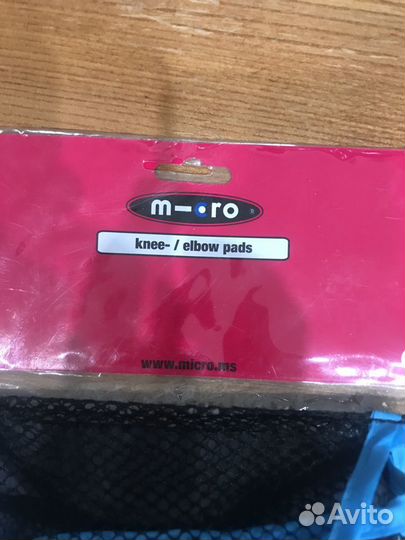 m-cro
knee- / elbow pads
www.micro.ms
Avito